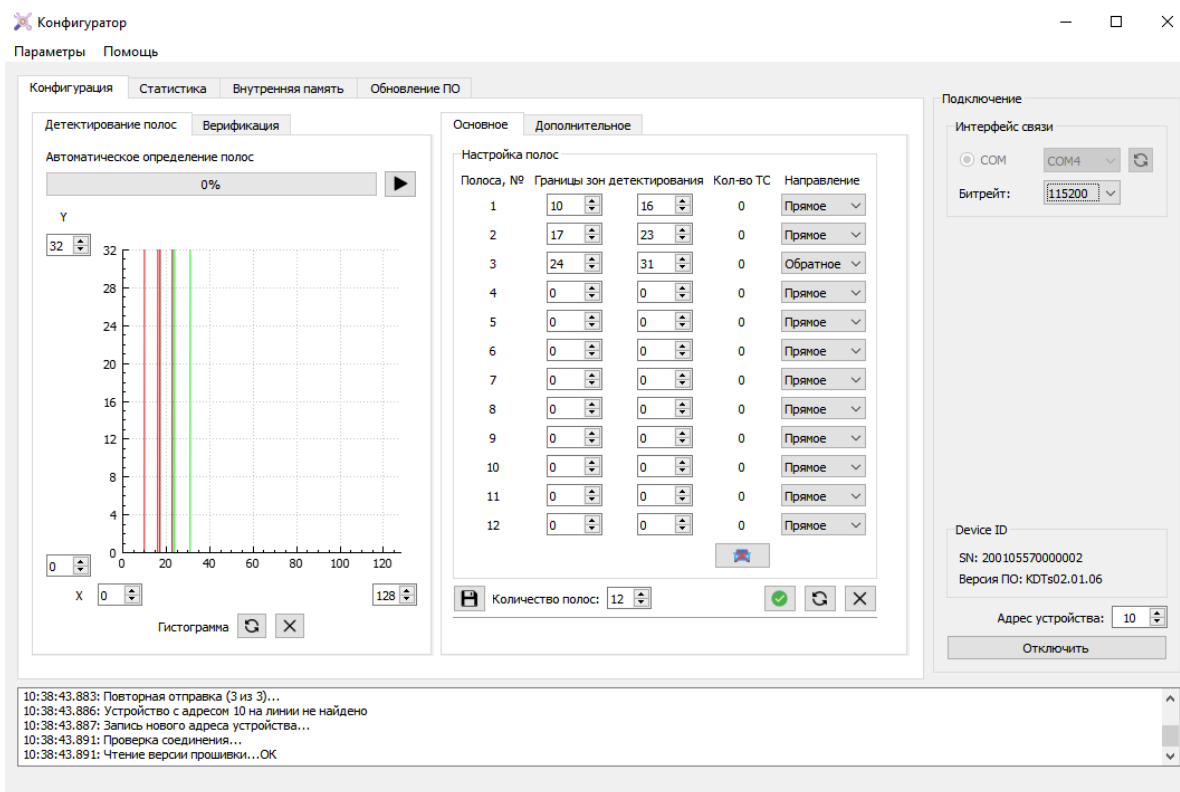 Конфигуратор
Параметры Помощь
Конфигурация Статистика Внутренняя память Обновление ПО
Детектирование полос Верификация
Автоматическое определение полос
0%
Y
32
32
28
24
20
16
12
8
4
0
0
0 20 40 60 80 100 120
X 0 128
Гистограмма
Основное Дополнительное
Настройка полос
Полоса, № Границы зон детектирования Кол-во ТС Направление
1 10 16 0 Прямое
2 17 23 0 Прямое
3 24 31 0 Обратное
4 0 0 0 Прямое
5 0 0 0 Прямое
6 0 0 0 Прямое
7 0 0 0 Прямое
8 0 0 0 Прямое
9 0 0 0 Прямое
10 0 0 0 Прямое
11 0 0 0 Прямое
12 0 0 0 Прямое
Количество полос: 12
Подключение
Интерфейс связи
COM COM4
Битрейт: 115200
Device ID
SN: 200105570000002
Версия ПО: KDTs02.01.06
Адрес устройства: 10
Отключить
10:38:43.883: Повторная отправка (3 из 3)...
10:38:43.886: Устройство с адресом 10 на линии не найдено
10:38:43.887: Запись нового адреса устройства...
10:38:43.891: Проверка соединения...
10:38:43.891: Чтение версии прошивки...ОК